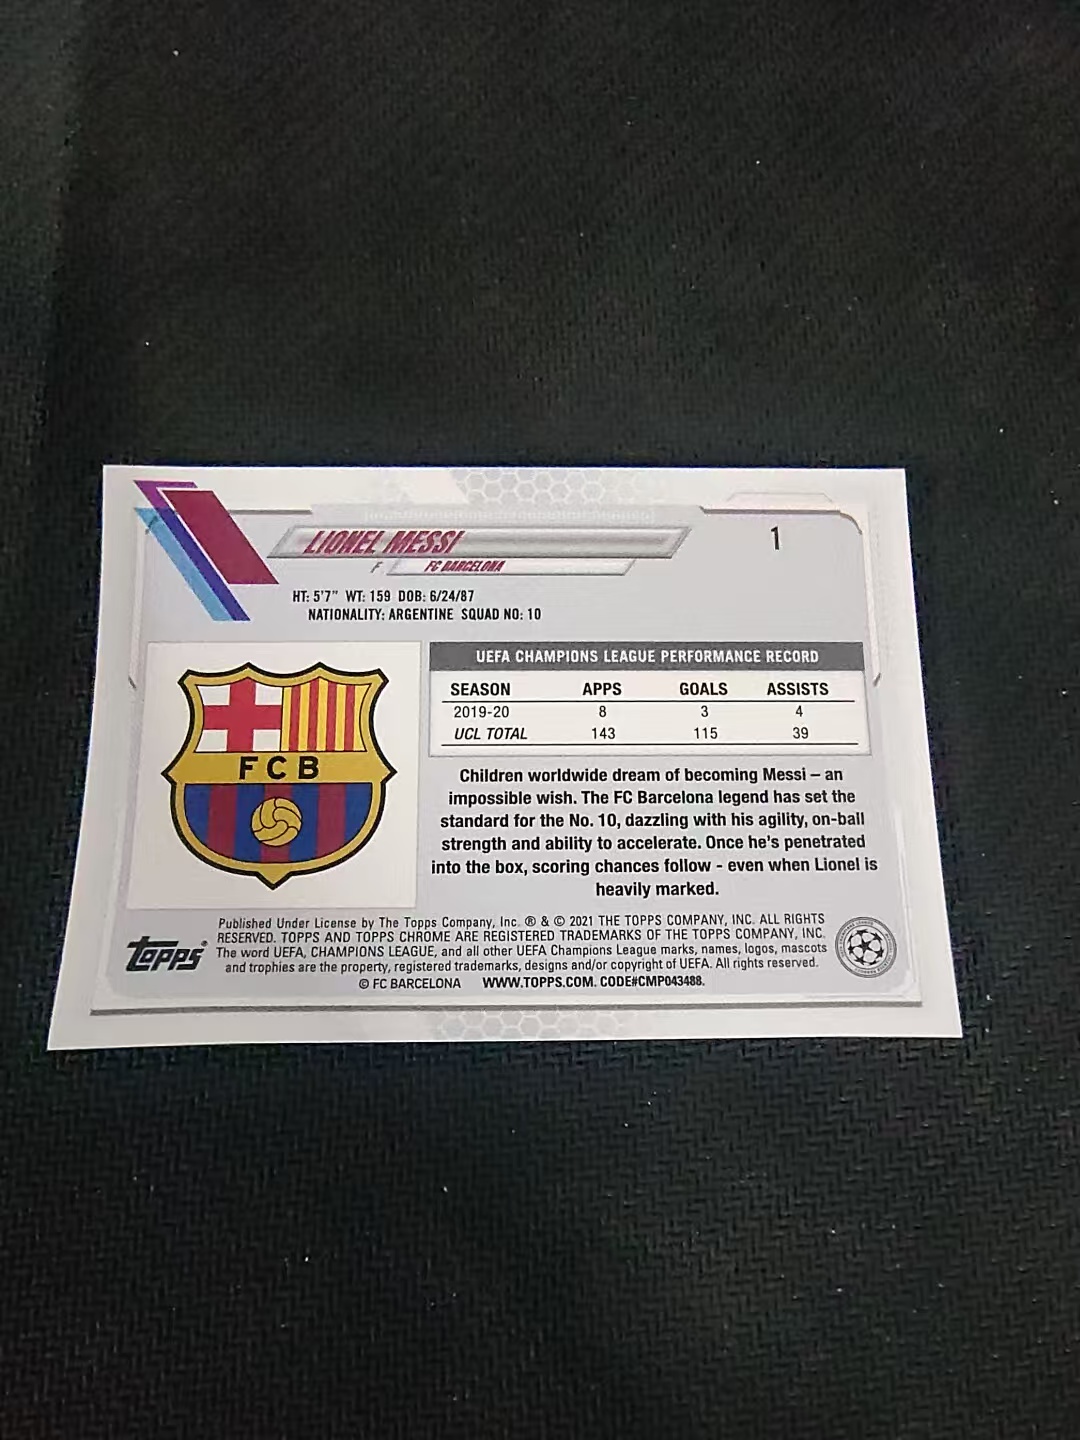 LIONEL MESSI
1
F FC BARCELONA
HT: 5'7" WT: 159 DOB: 6/24/87
NATIONALITY: ARGENTINE SQUAD NO: 10
FCB
UEFA CHAMPIONS LEAGUE PERFORMANCE RECORD
SEASON APPS GOALS ASSISTS
2019-20 8 3 4
UCL TOTAL 143 115 39
Children worldwide dream of becoming Messi – an
impossible wish. The FC Barcelona legend has set the
standard for the No. 10, dazzling with his agility, on-ball
strength and ability to accelerate. Once he's penetrated
into the box, scoring chances follow - even when Lionel is
heavily marked.
Topps®
Published Under License by The Topps Company, Inc. ® & © 2021 THE TOPPS COMPANY, INC. ALL RIGHTS
RESERVED. TOPPS AND TOPPS CHROME ARE REGISTERED TRADEMARKS OF THE TOPPS COMPANY, INC.
The word UEFA, CHAMPIONS LEAGUE, and all other UEFA Champions League marks, names, logos, mascots
and trophies are the property, registered trademarks, designs and/or copyright of UEFA. All rights reserved.
© FC BARCELONA WWW.TOPPS.COM. CODE#CMP043488.